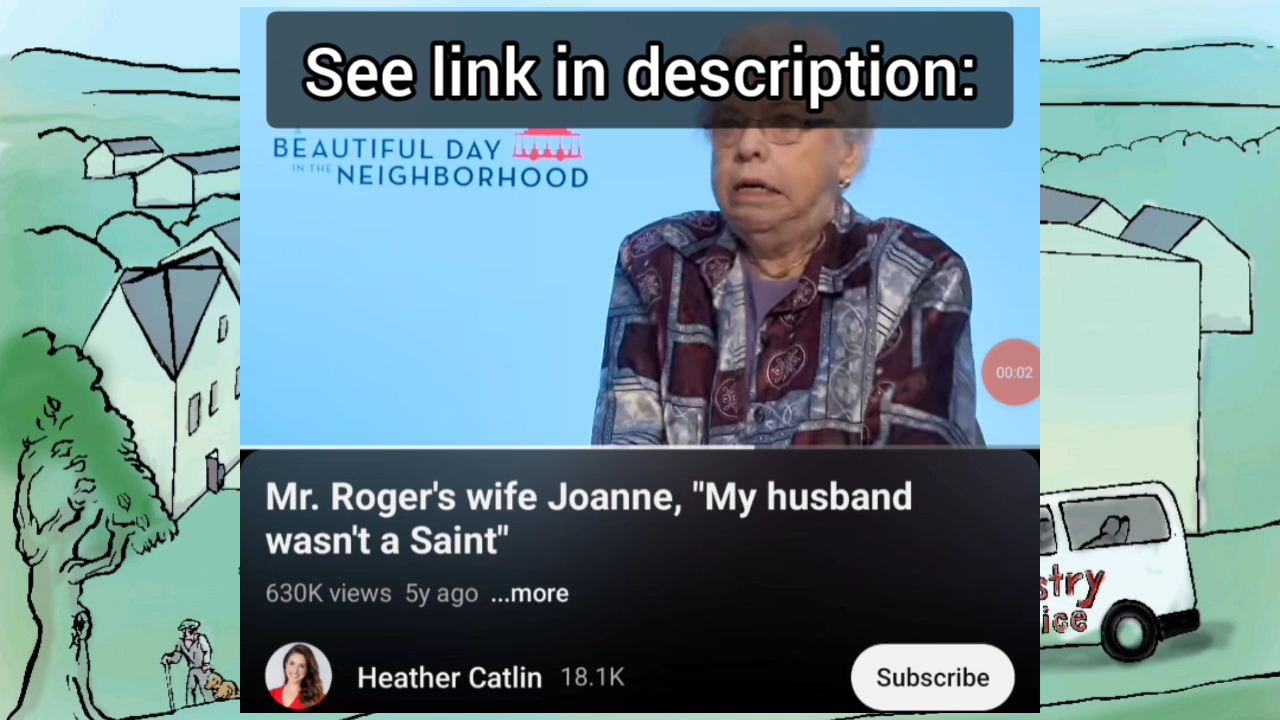 See link in description:
A
BEAUTIFUL DAY
IN THE NEIGHBORHOOD
00:02
Mr. Roger's wife Joanne, "My husband
wasn't a Saint"
630K views 5y ago ...more
Heather Catlin 18.1K
Subscribe
stry
ice